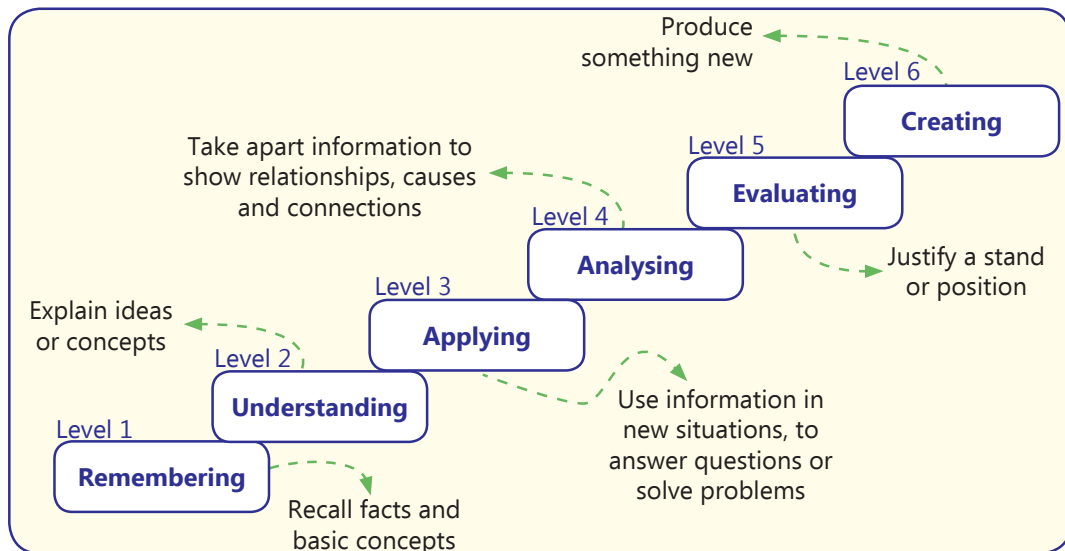 Produce
something new
Level 6
Creating
Take apart information to
show relationships, causes
and connections
Level 5
Evaluating
Level 4
Analysing
Justify a stand
or position
Level 3
Applying
Explain ideas
or concepts
Level 2
Understanding
Use information in
new situations, to
answer questions or
solve problems
Level 1
Remembering
Recall facts and
basic concepts